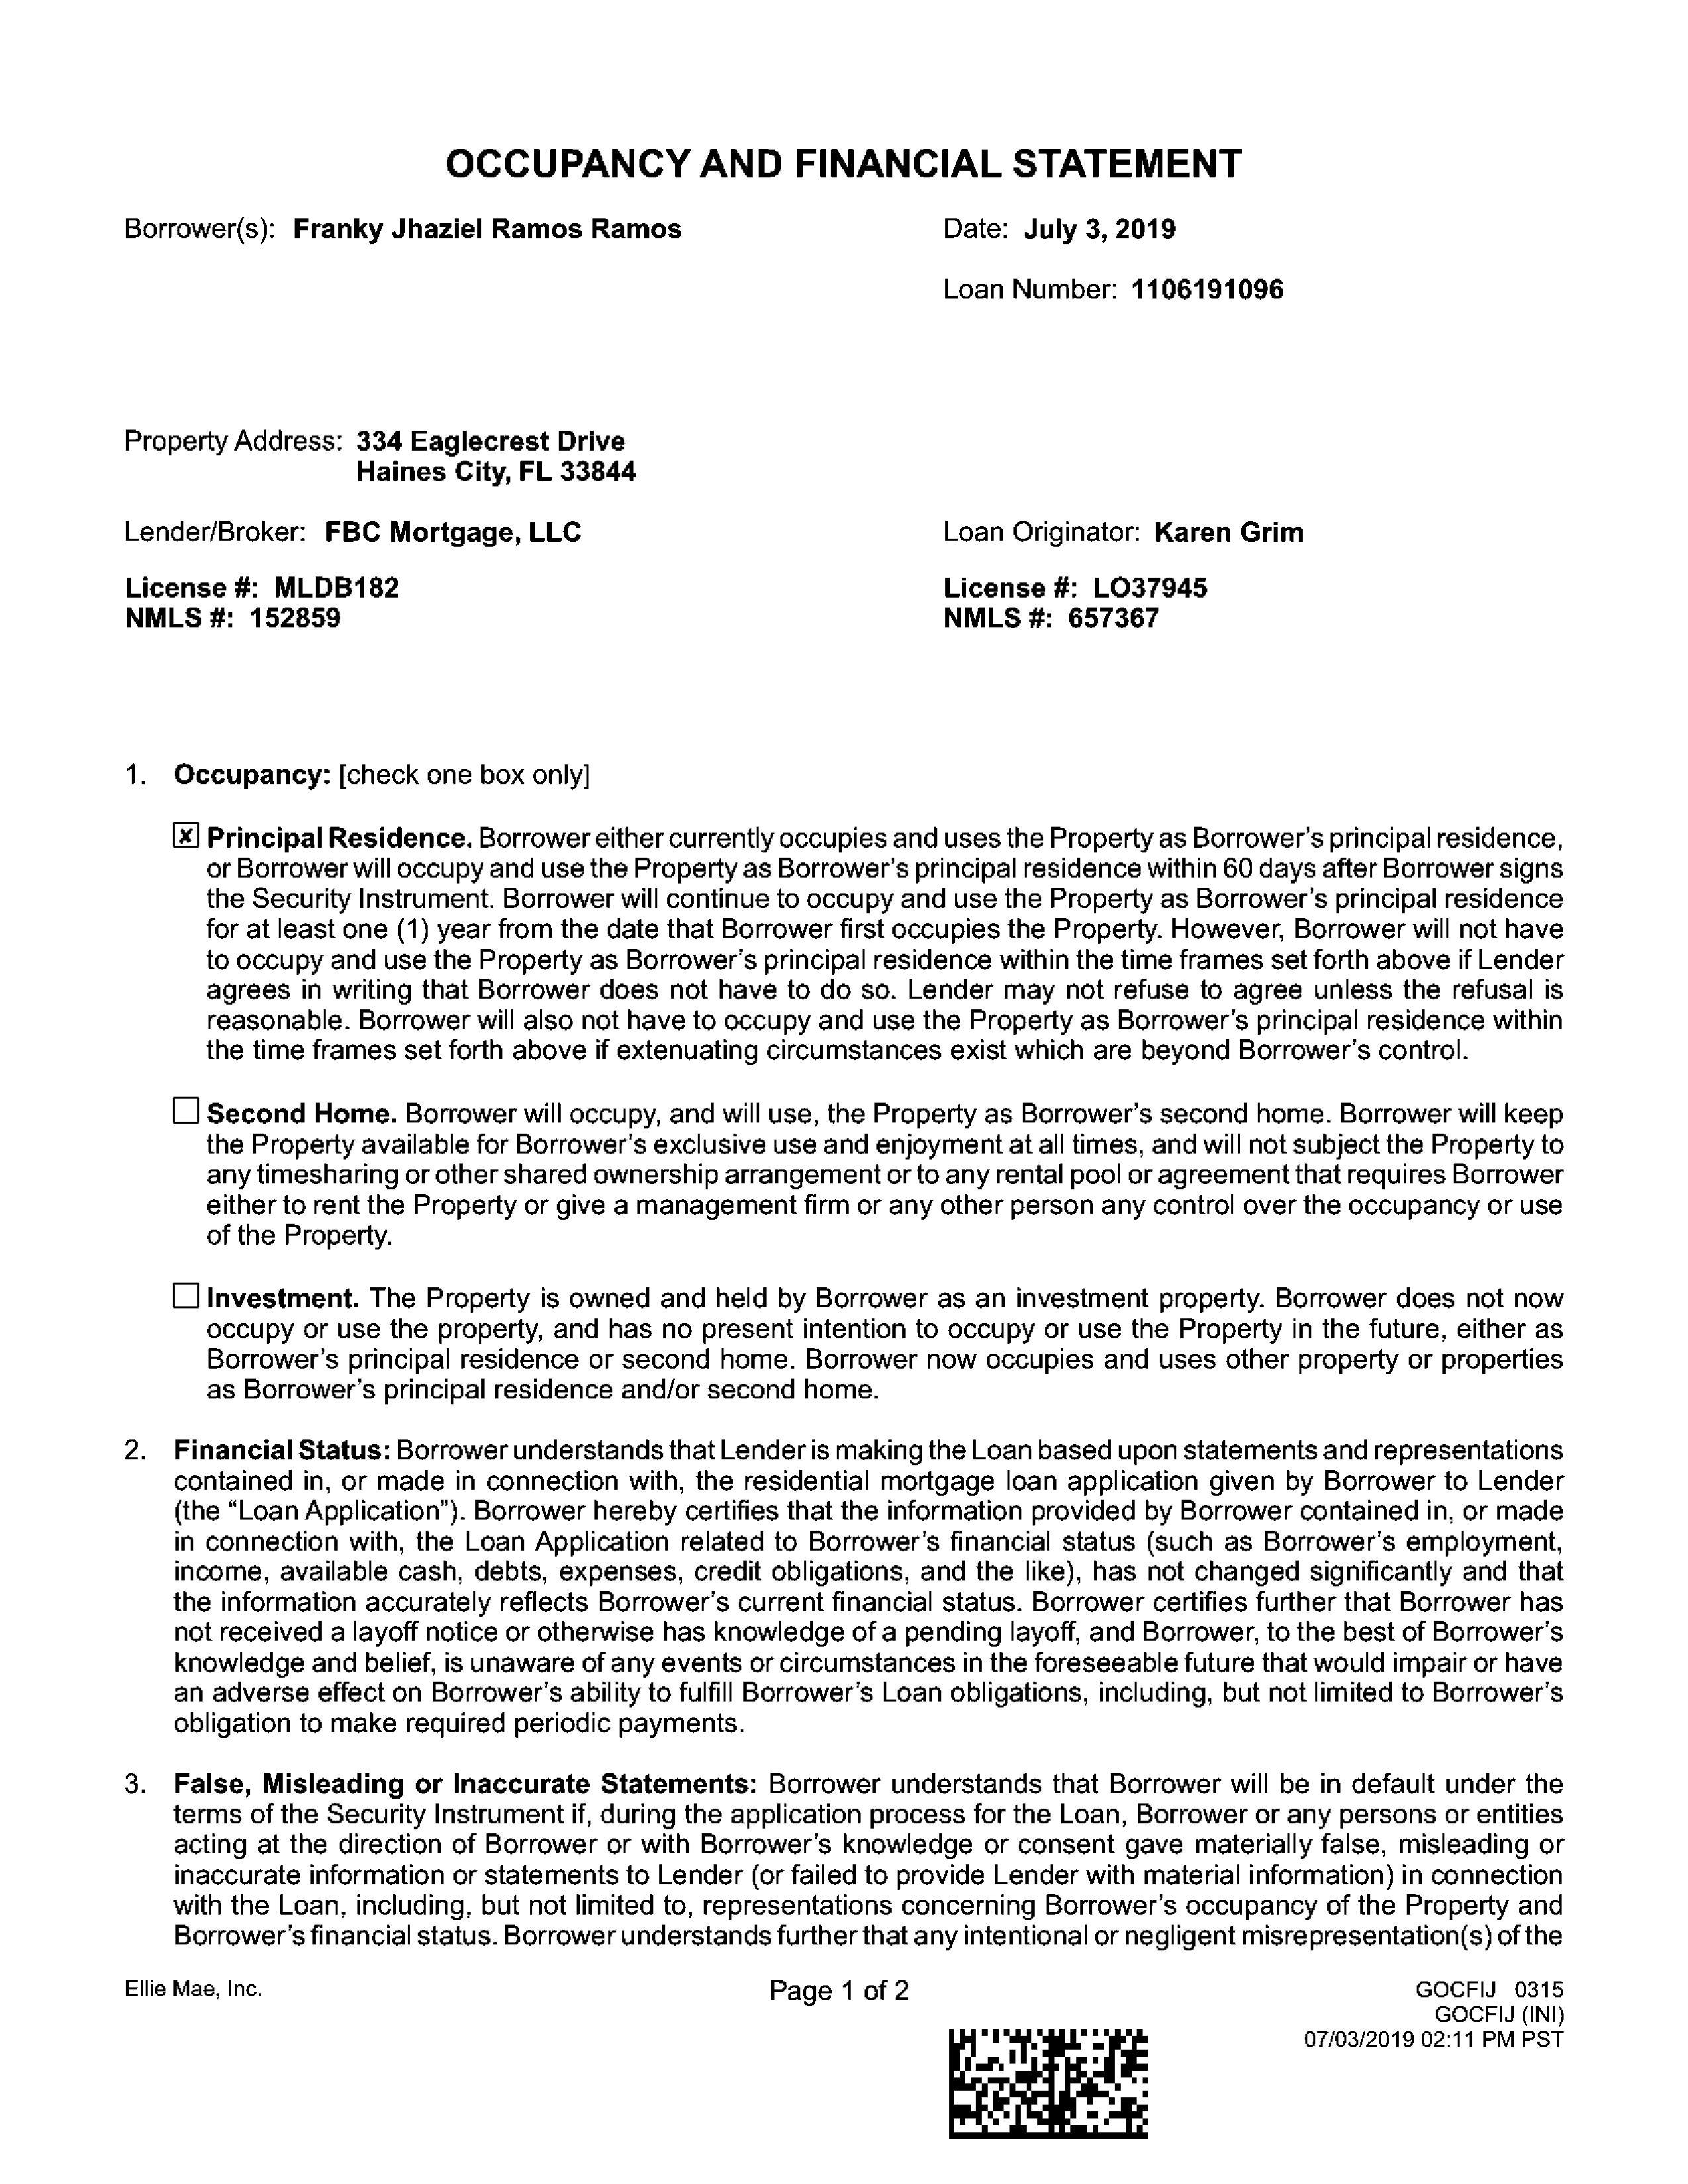 OCCUPANCY AND FINANCIAL STATEMENT
Borrower(s): Franky Jhaziel Ramos Ramos
Date: July 3, 2019
Loan Number: 1106191096
Property Address: 334 Eaglecrest Drive
Haines City, FL 33844
Lender/Broker: FBC Mortgage, LLC
Loan Originator: Karen Grim
License #: MLDB182
License #: LO37945
NMLS #: 152859
NMLS #: 657367
1. Occupancy: [check one box only]
Principal Residence. Borrower either currently occupies and uses the Property as Borrower's principal residence,
or Borrower will occupy and use the Property as Borrower's principal residence within 60 days after Borrower signs
the Security Instrument. Borrower will continue to occupy and use the Property as Borrower's principal residence
for at least one (1) year from the date that Borrower first occupies the Property. However, Borrower will not have
to occupy and use the Property as Borrower's principal residence within the time frames set forth above if Lender
agrees in writing that Borrower does not have to do so. Lender may not refuse to agree unless the refusal is
reasonable. Borrower will also not have to occupy and use the Property as Borrower's principal residence within
the time frames set forth above if extenuating circumstances exist which are beyond Borrower's control.
Second Home. Borrower will occupy, and will use, the Property as Borrower's second home. Borrower will keep
the Property available for Borrower's exclusive use and enjoyment at all times, and will not subject the Property to
any timesharing or other shared ownership arrangement or to any rental pool or agreement that requires Borrower
either to rent the Property or give a management firm or any other person any control over the occupancy or use
of the Property.
Investment. The Property is owned and held by Borrower as an investment property. Borrower does not now
occupy or use the property, and has no present intention to occupy or use the Property in the future, either as
Borrower's principal residence or second home. Borrower now occupies and uses other property or properties
as Borrower's principal residence and/or second home.
2. Financial Status: Borrower understands that Lender is making the Loan based upon statements and representations
contained in, or made in connection with, the residential mortgage loan application given by Borrower to Lender
(the “Loan Application”). Borrower hereby certifies that the information provided by Borrower contained in, or made
in connection with, the Loan Application related to Borrower's financial status (such as Borrower's employment,
income, available cash, debts, expenses, credit obligations, and the like), has not changed significantly and that
the information accurately reflects Borrower's current financial status. Borrower certifies further that Borrower has
not received a layoff notice or otherwise has knowledge of a pending layoff, and Borrower, to the best of Borrower's
knowledge and belief, is unaware of any events or circumstances in the foreseeable future that would impair or have
an adverse effect on Borrower's ability to fulfill Borrower's Loan obligations, including, but not limited to Borrower's
obligation to make required periodic payments.
3. False, Misleading or Inaccurate Statements: Borrower understands that Borrower will be in default under the
terms of the Security Instrument if, during the application process for the Loan, Borrower or any persons or entities
acting at the direction of Borrower or with Borrower's knowledge or consent gave materially false, misleading or
inaccurate information or statements to Lender (or failed to provide Lender with material information) in connection
with the Loan, including, but not limited to, representations concerning Borrower's occupancy of the Property and
Borrower's financial status. Borrower understands further that any intentional or negligent misrepresentation(s) of the
Ellie Mae, Inc.
Page 1 of 2
GOCFIJ 0315
GOCFIJ (INI)
07/03/2019 02:11 PM PST